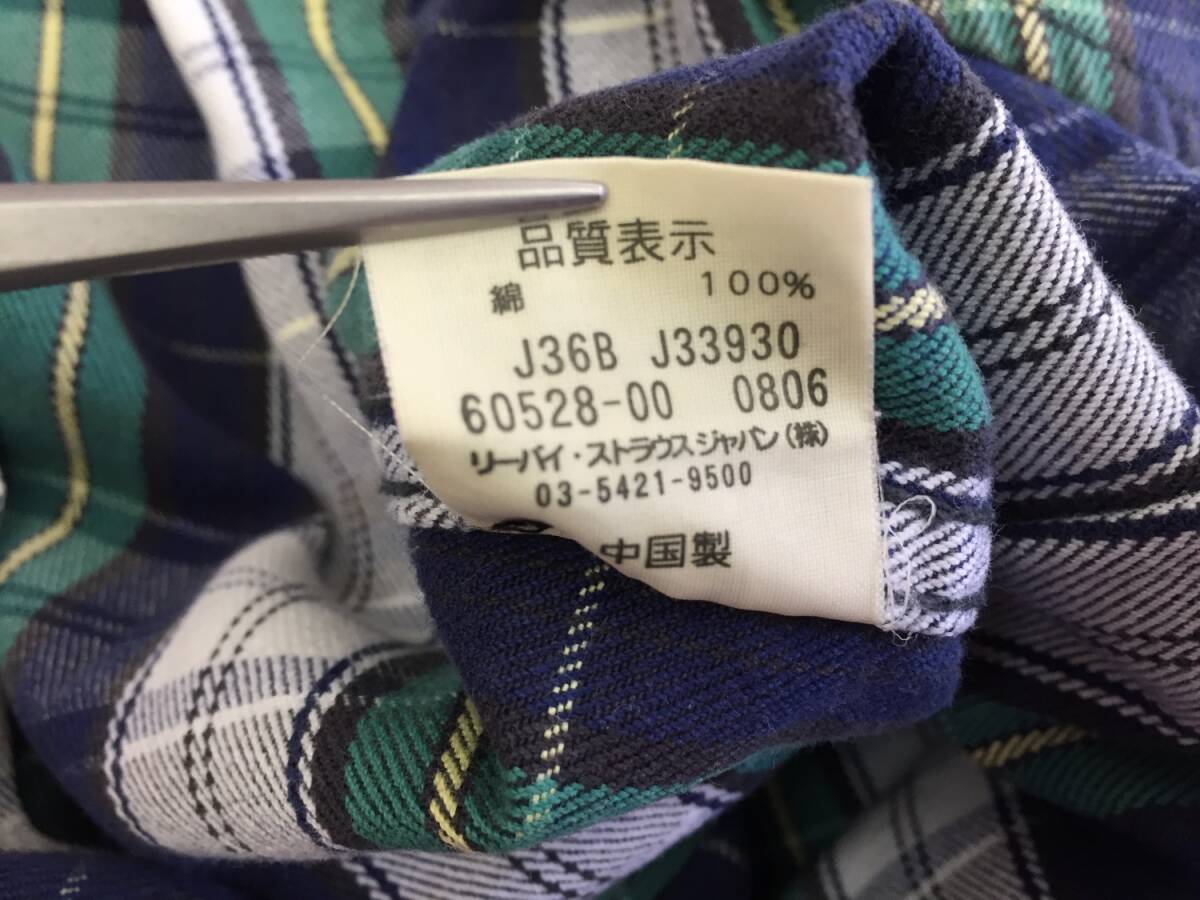 品質表示
綿 100%
J36B J33930
60528-00 0806
リーバイ・ストラウスジャパン(株)
03-5421-9500
中国製